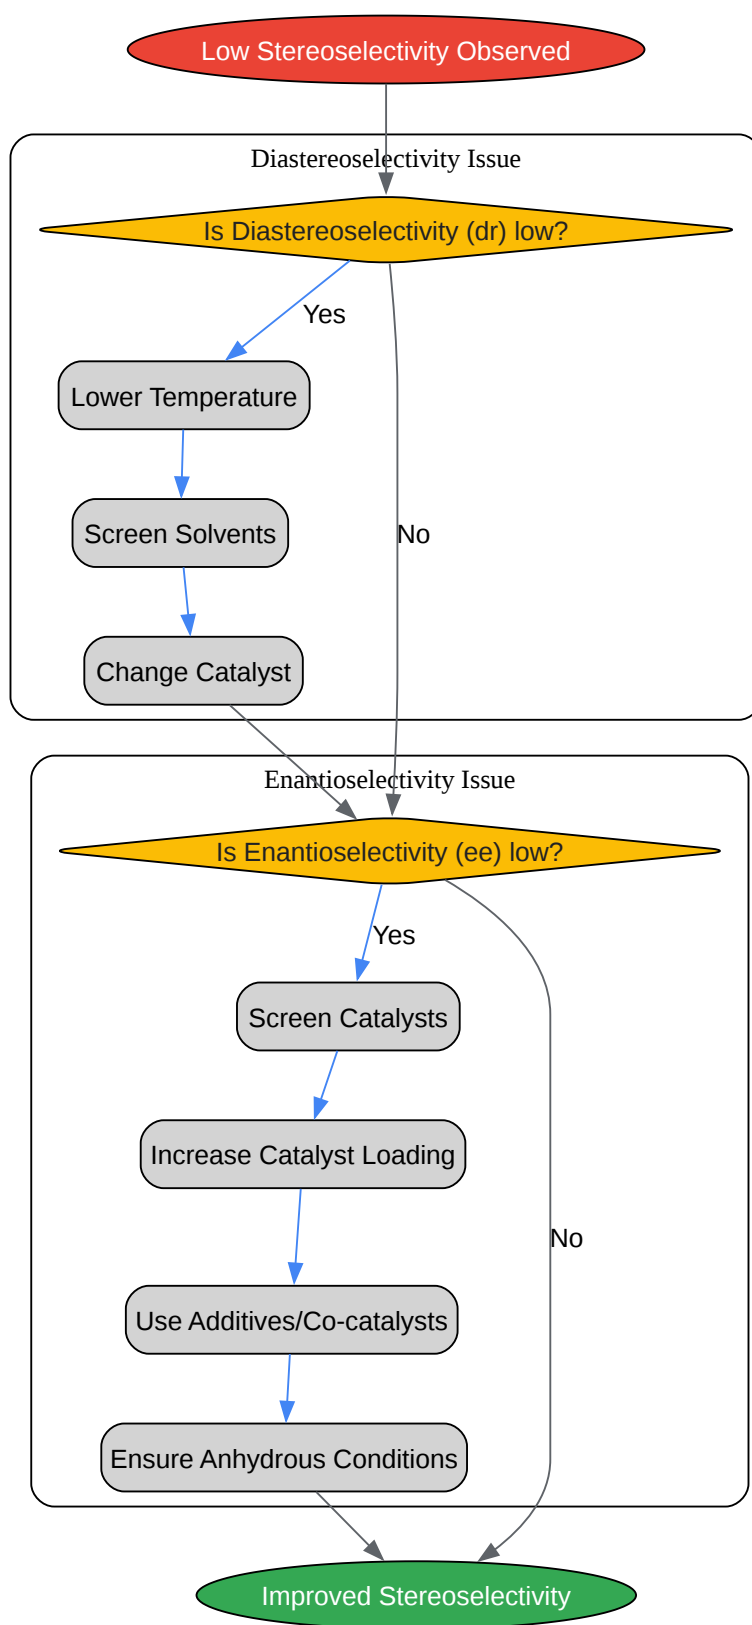 Low Stereoselectivity Observed
Diastereoselectivity Issue
Is Diastereoselectivity (dr) low?
Yes
Lower Temperature
Screen Solvents
No
Change Catalyst
Enantioselectivity Issue
Is Enantioselectivity (ee) low?
Yes
Screen Catalysts
Increase Catalyst Loading
No
Use Additives/Co-catalysts
Ensure Anhydrous Conditions
Improved Stereoselectivity